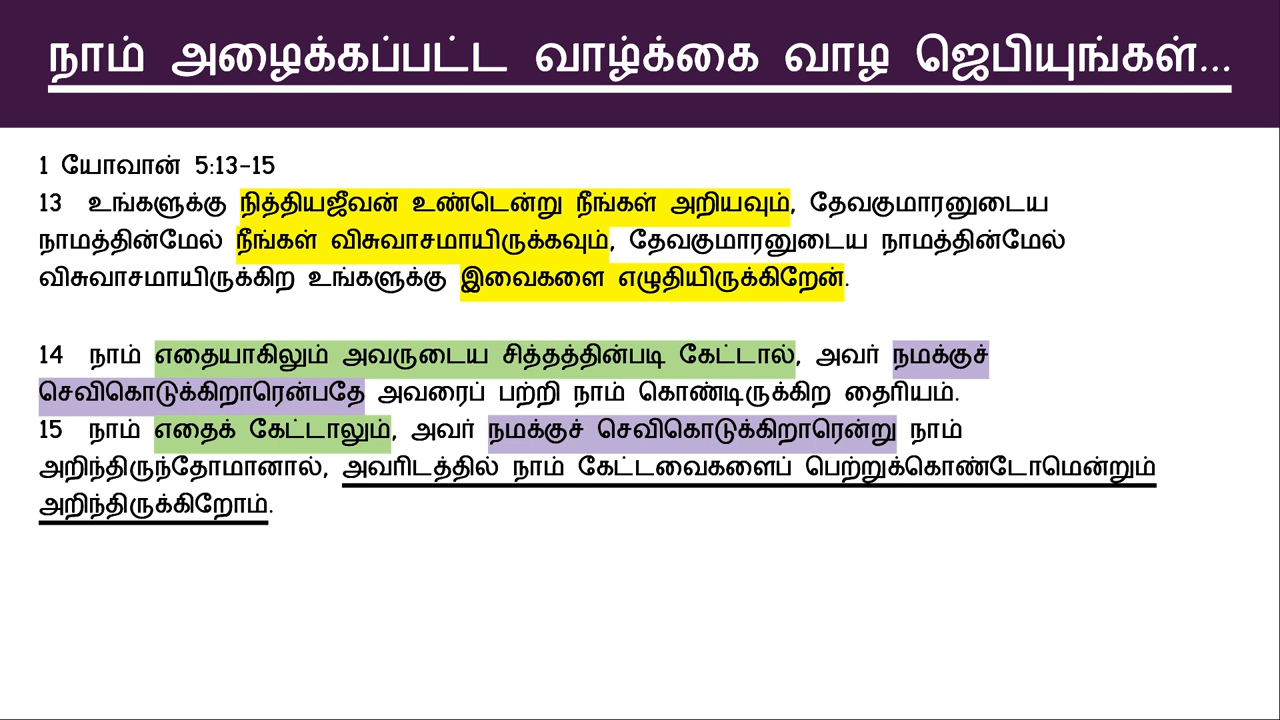 நாம் அழைக்கப்பட்ட வாழ்க்கை வாழ ஜெபியுங்கள்...
1 யோவான் 5:13-15
13 உங்களுக்கு நித்தியஜீவன் உண்டென்று நீங்கள் அறியவும், தேவகுமாரனுடைய
நாமத்தின்மேல் நீங்கள் விசுவாசமாயிருக்கவும், தேவகுமாரனுடைய நாமத்தின்மேல்
விசுவாசமாயிருக்கிற உங்களுக்கு இவைகளை எழுதியிருக்கிறேன்.
14 நாம் எதையாகிலும் அவருடைய சித்தத்தின்படி கேட்டால், அவர் நமக்குச்
செவிகொடுக்கிறாரென்பதே அவரைப் பற்றி நாம் கொண்டிருக்கிற தைரியம்.
15 நாம் எதைக் கேட்டாலும், அவர் நமக்குச் செவிகொடுக்கிறாரென்று நாம்
அறிந்திருந்தோமானால், அவரிடத்தில் நாம் கேட்டவைகளைப் பெற்றுக்கொண்டோமென்றும்
அறிந்திருக்கிறோம்.